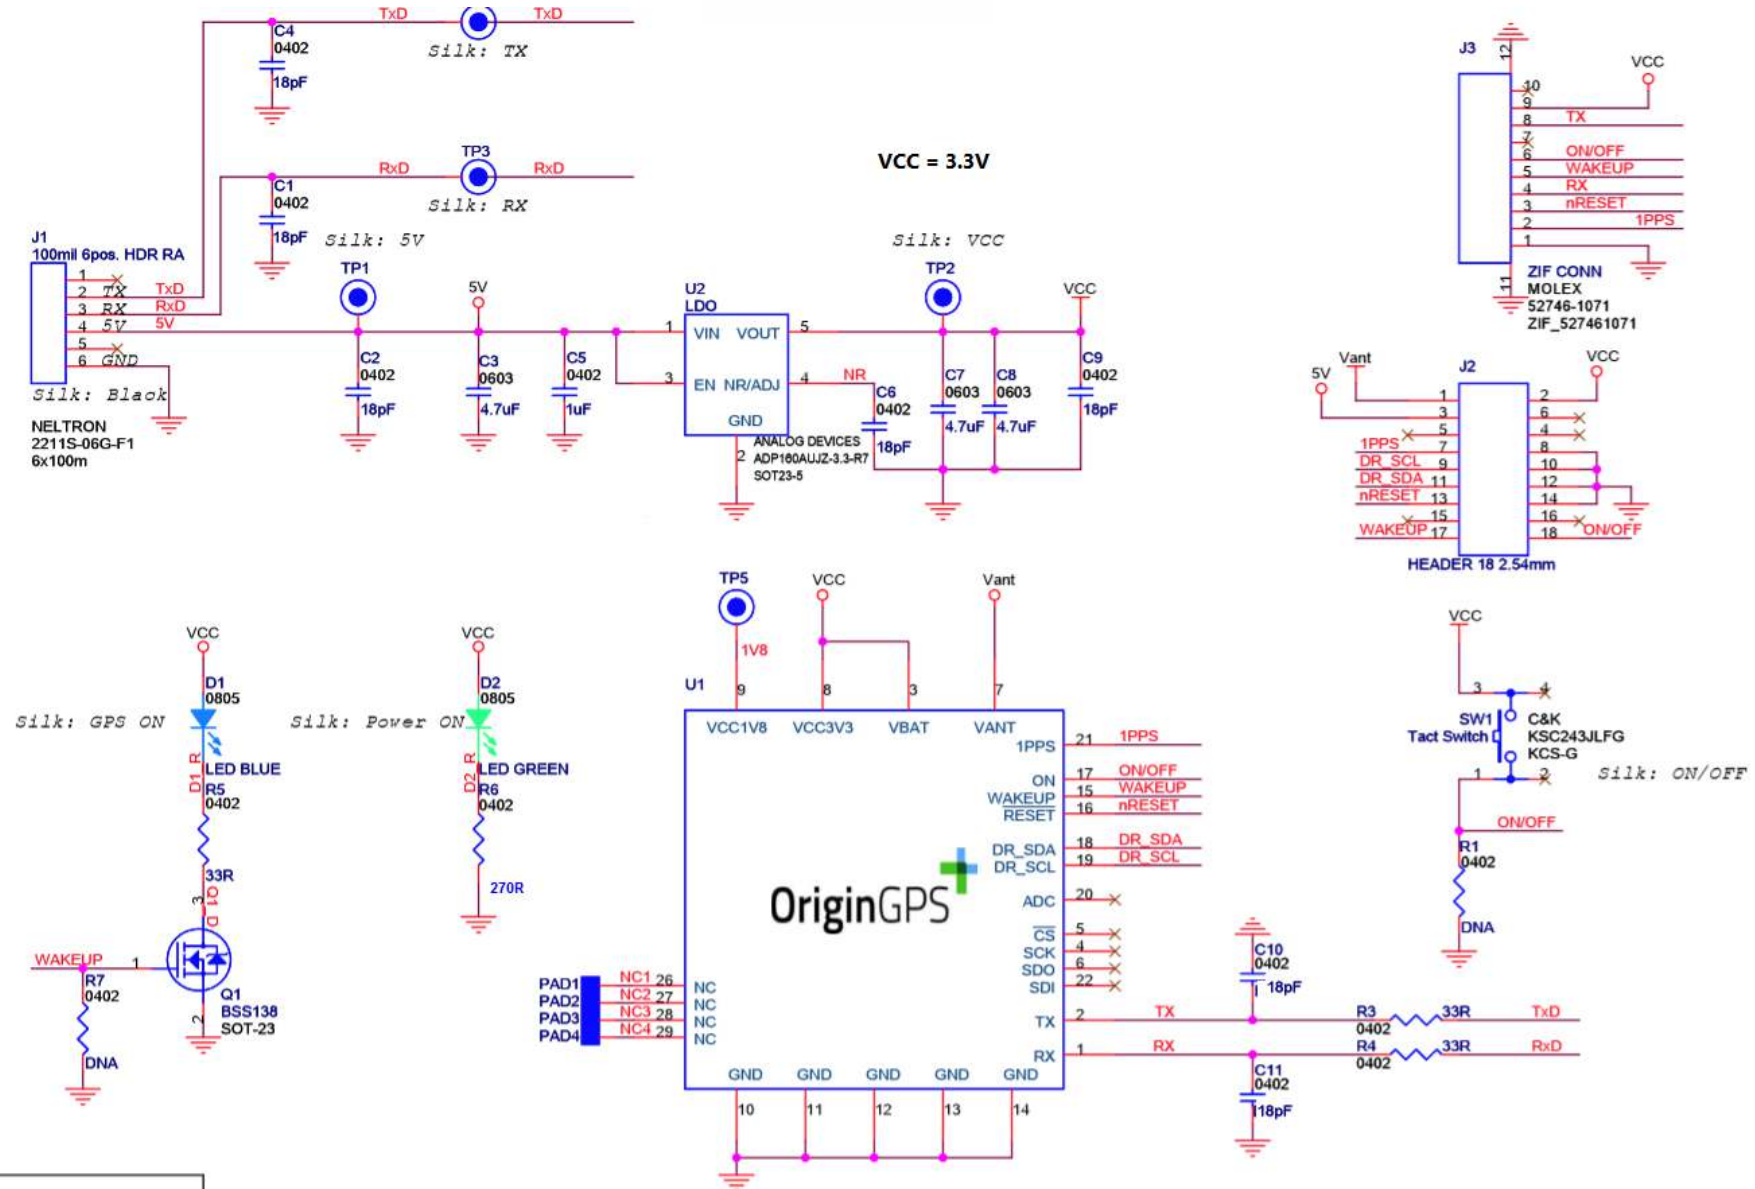 TxD
TxD
C4
0402
Silk: TX
18pF
TP3
RxD
RxD
C1
0402
Silk: RX
18pF
VCC = 3.3V
J1
100mil 6pos. HDR RA
Silk: 5V
Silk: VCC
1
2 TX TxD
3 RX RxD
4 5V 5V
5
6 GND
Silk: Black
NELTRON
2211S-06G-F1
6x100m
TP1
5V
C2
0402
18pF
C3
0603
4.7uF
C5
0402
1uF
U2
LDO
1 VIN VOUT 5
3 EN NR/ADJ 4 NR
GND
2
ANALOG DEVICES
ADP160AUJZ-3.3-R7
SOT23-5
C6
0402
18pF
TP2
VCC
C7
0603
4.7uF
C8
0603
4.7uF
C9
0402
18pF
J3
12
VCC
10
9
8 TX
7
6 ON/OFF
5 WAKEUP
4 RX
3 nRESET
2 1PPS
1
11
ZIF CONN
MOLEX
52746-1071
ZIF_527461071
J2
5V
Vant
VCC
1 2
3 6
5 4
1PPS 7 8
DR_SCL 9 10
DR_SDA 11 12
nRESET 13 14
15 16
WAKEUP 17 18 ON/OFF
HEADER 18 2.54mm
VCC
D1
0805
Silk: GPS ON
LED BLUE
D1_R
R5
0402
33R
Q1_D
3
WAKEUP 1
R7
0402
DNA
2
Q1
BSS138
SOT-23
VCC
D2
0805
Silk: Power ON
LED GREEN
D2_R
R6
0402
270R
TP5
VCC
Vant
1V8
U1
9 8 3 7
VCC1V8 VCC3V3 VBAT VANT
1PPS 21 1PPS
ON 17 ON/OFF
WAKEUP 15 WAKEUP
RESET 16 nRESET
DR_SDA 18 DR_SDA
DR_SCL 19 DR_SCL
ADC 20
CS 5
SCK 4
SDO 6
SDI 22
TX 2 TX
RX 1 RX
OriginGPS
PAD1 NC1 26 NC
PAD2 NC2 27 NC
PAD3 NC3 28 NC
PAD4 NC4 29 NC
GND GND GND GND GND
10 11 12 13 14
C10
0402
18pF
R3 33R TxD
0402
R4 33R RxD
0402
C11
0402
18pF
VCC
3 4
SW1
Tact Switch
C&K
KSC243JLFG
KCS-G
1 2
Silk: ON/OFF
ON/OFF
R1
0402
DNA